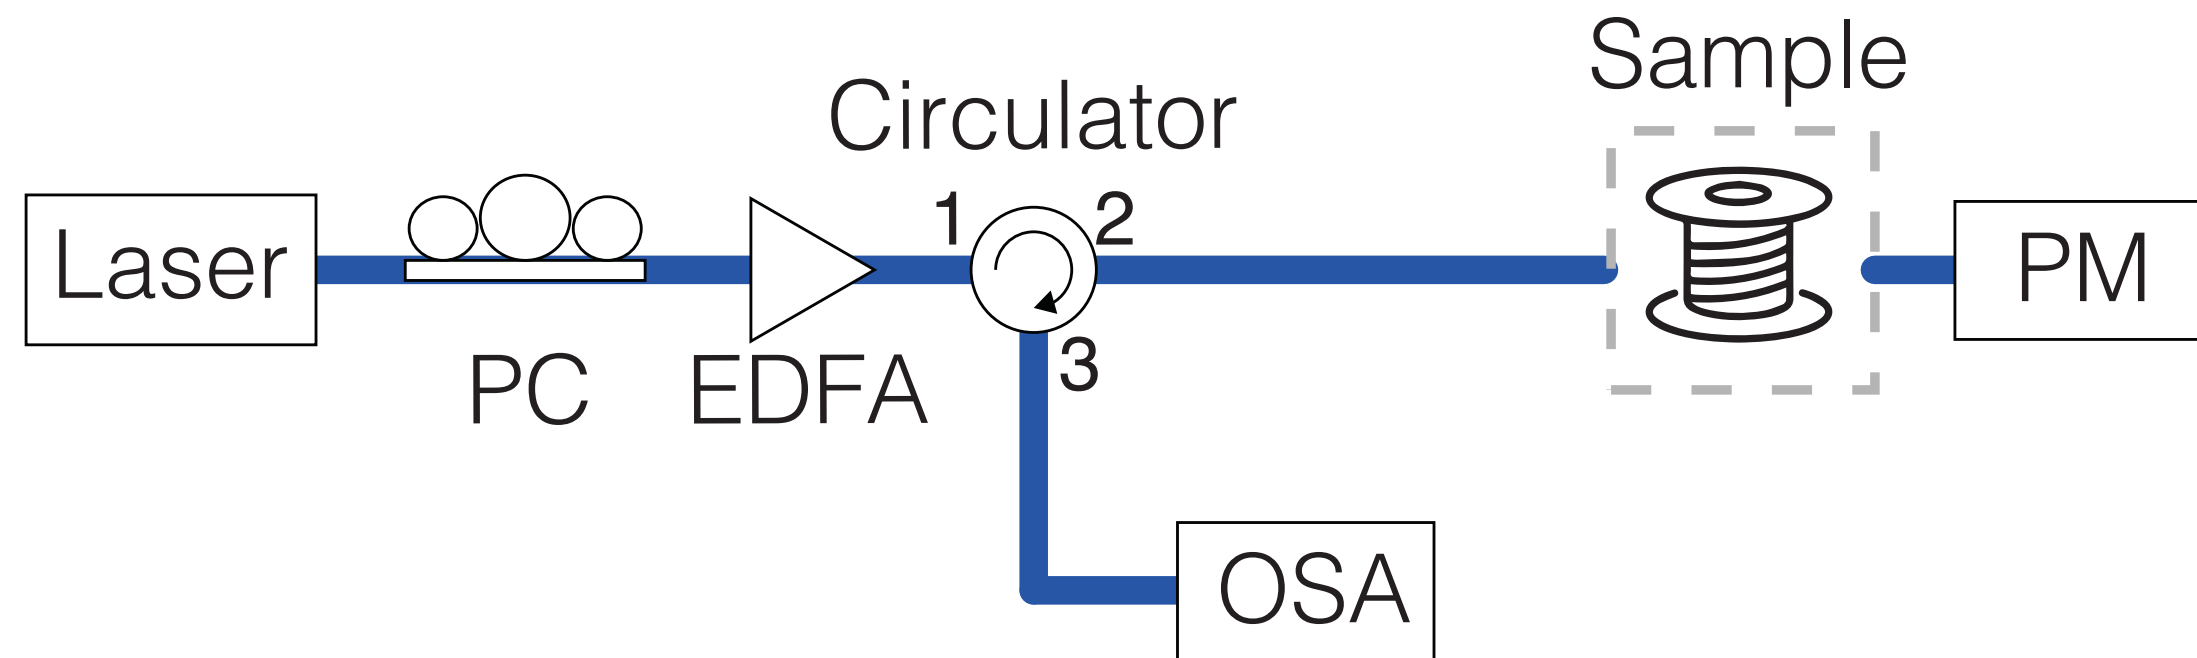 Sample
Circulator
1
2
Laser
PM
PC
EDFA
3
OSA